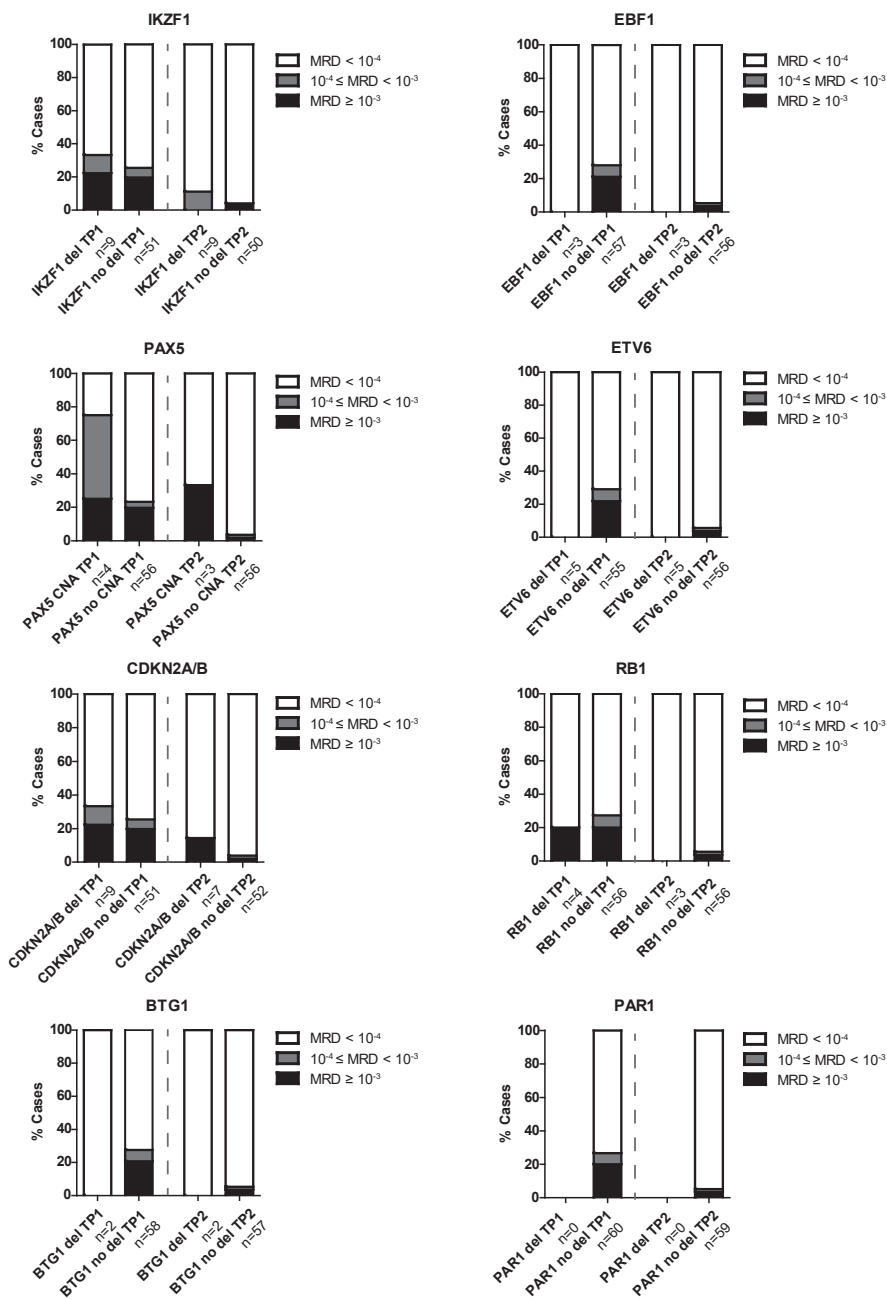 IKZF1
100
80
60
40
20
0
% Cases
MRD < 10⁻⁴
10⁻⁴ ≤ MRD < 10⁻³
MRD ≥ 10⁻³
IKZF1 del TP1
n=9
IKZF1 no del TP1
n=51
IKZF1 del TP2
n=9
IKZF1 no del TP2
n=50
EBF1
100
80
60
40
20
0
% Cases
MRD < 10⁻⁴
10⁻⁴ ≤ MRD < 10⁻³
MRD ≥ 10⁻³
EBF1 del TP1
n=3
EBF1 no del TP1
n=57
EBF1 del TP2
n=3
EBF1 no del TP2
n=56
PAX5
100
80
60
40
20
0
% Cases
MRD < 10⁻⁴
10⁻⁴ ≤ MRD < 10⁻³
MRD ≥ 10⁻³
PAX5 CNA TP1
n=4
PAX5 no CNA TP1
n=56
PAX5 CNA TP2
n=3
PAX5 no CNA TP2
n=56
ETV6
100
80
60
40
20
0
% Cases
MRD < 10⁻⁴
10⁻⁴ ≤ MRD < 10⁻³
MRD ≥ 10⁻³
ETV6 del TP1
n=5
ETV6 no del TP1
n=55
ETV6 del TP2
n=5
ETV6 no del TP2
n=56
CDKN2A/B
100
80
60
40
20
0
% Cases
MRD < 10⁻⁴
10⁻⁴ ≤ MRD < 10⁻³
MRD ≥ 10⁻³
CDKN2A/B del TP1
n=9
CDKN2A/B no del TP1
n=51
CDKN2A/B del TP2
n=7
CDKN2A/B no del TP2
n=52
RB1
100
80
60
40
20
0
% Cases
MRD < 10⁻⁴
10⁻⁴ ≤ MRD < 10⁻³
MRD ≥ 10⁻³
RB1 del TP1
n=4
RB1 no del TP1
n=56
RB1 del TP2
n=3
RB1 no del TP2
n=56
BTG1
100
80
60
40
20
0
% Cases
MRD < 10⁻⁴
10⁻⁴ ≤ MRD < 10⁻³
MRD ≥ 10⁻³
BTG1 del TP1
n=2
BTG1 no del TP1
n=58
BTG1 del TP2
n=2
BTG1 no del TP2
n=57
PAR1
100
80
60
40
20
0
% Cases
MRD < 10⁻⁴
10⁻⁴ ≤ MRD < 10⁻³
MRD ≥ 10⁻³
PAR1 del TP1
n=0
PAR1 no del TP1
n=60
PAR1 del TP2
n=0
PAR1 no del TP2
n=59